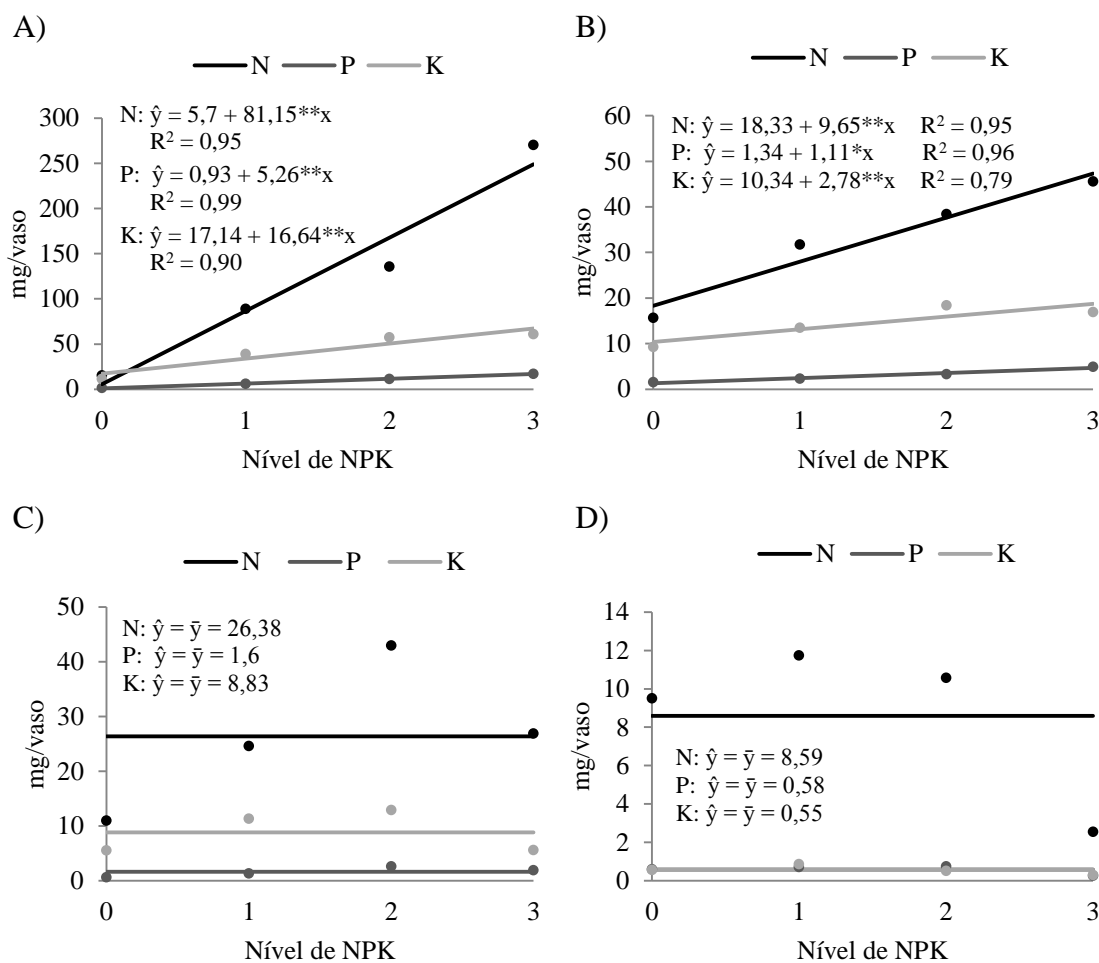 A)
N P K
N: ŷ = 5,7 + 81,15**x
R² = 0,95
P: ŷ = 0,93 + 5,26**x
R² = 0,99
K: ŷ = 17,14 + 16,64**x
R² = 0,90
300
250
200
150
100
50
0
mg/vaso
0 1 2 3
Nível de NPK
B)
N P K
N: ŷ = 18,33 + 9,65**x R² = 0,95
P: ŷ = 1,34 + 1,11*x R² = 0,96
K: ŷ = 10,34 + 2,78**x R² = 0,79
60
50
40
30
20
10
0
mg/vaso
0 1 2 3
Nível de NPK
C)
N P K
N: ŷ = ȳ = 26,38
P: ŷ = ȳ = 1,6
K: ŷ = ȳ = 8,83
50
40
30
20
10
0
mg/vaso
0 1 2 3
Nível de NPK
D)
N P K
14
12
10
8
6
4
2
0
mg/vaso
N: ŷ = ȳ = 8,59
P: ŷ = ȳ = 0,58
K: ŷ = ȳ = 0,55
0 1 2 3
Nível de NPK